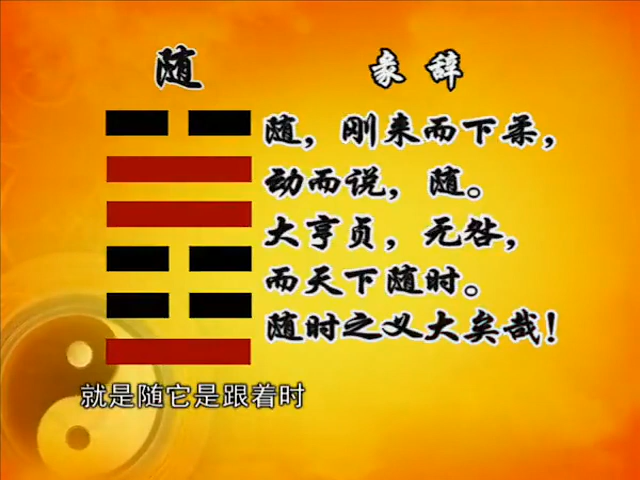 随
彖辞
随，刚来而下柔，
动而说，随。
大亨贞，无咎，
而天下随时。
随时之义大矣哉！
就是随它是跟着时